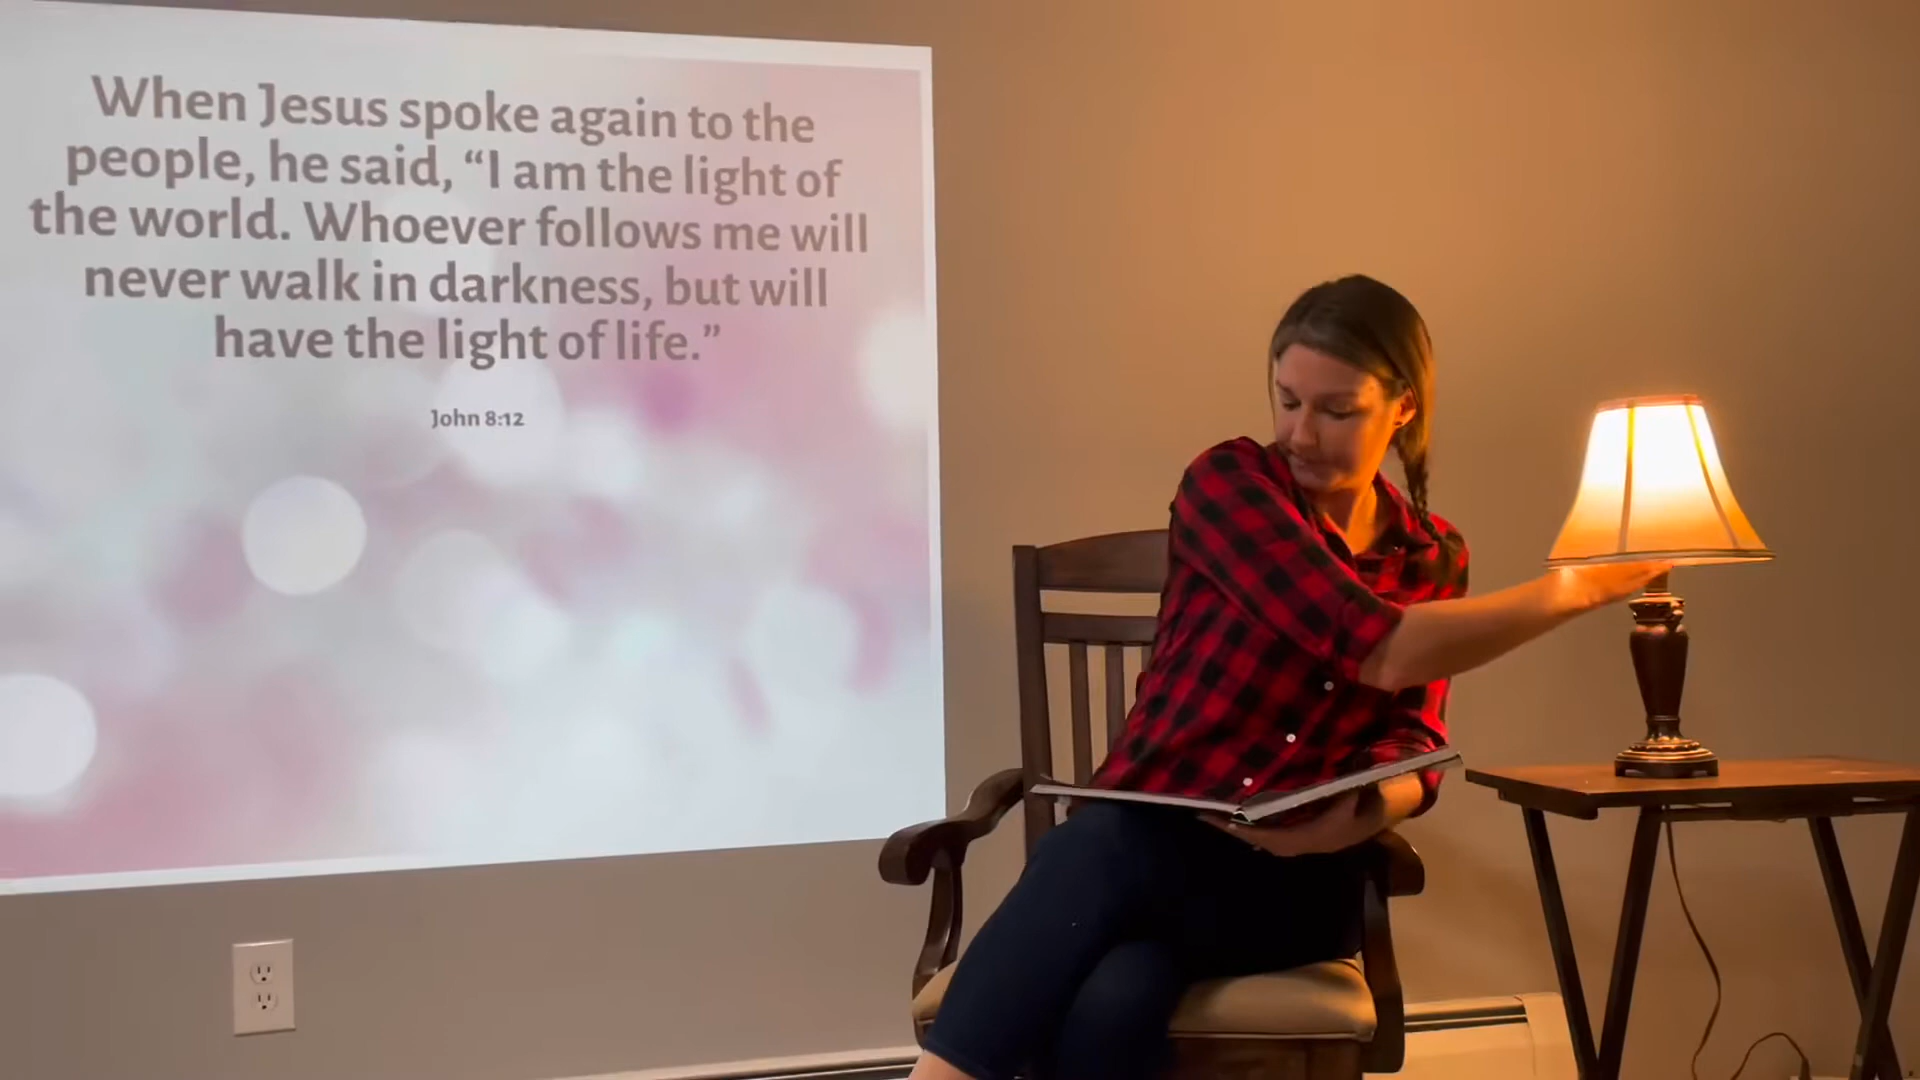 When Jesus spoke again to the
people, he said, “I am the light of
the world. Whoever follows me will
never walk in darkness, but will
have the light of life.”
John 8:12